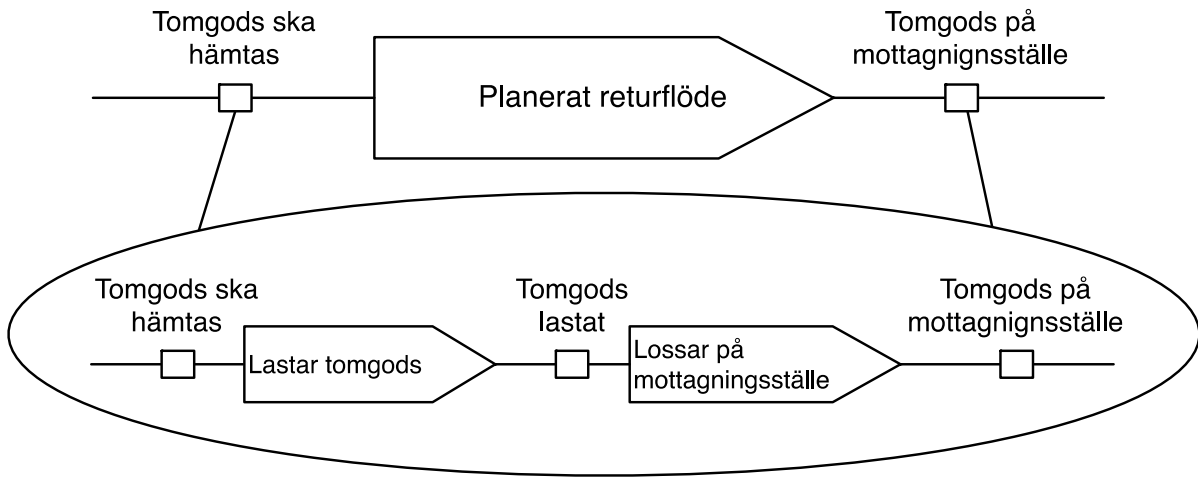 Tomgods ska
hämtas
Planerat returflöde
Tomgods på
mottagnignsställe
Tomgods ska
hämtas
Lastar tomgods
Tomgods
lastat
Lossar på
mottagningsställe
Tomgods på
mottagnignsställe